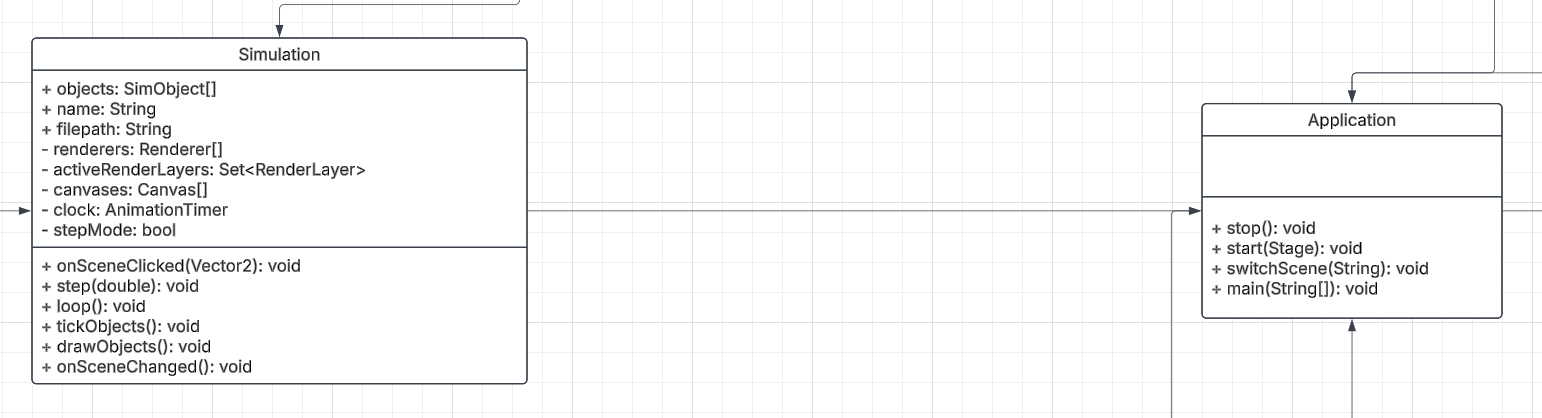 Simulation
+ objects: SimObject[]
+ name: String
+ filepath: String
- renderers: Renderer[]
- activeRenderLayers: Set<RenderLayer>
- canvases: Canvas[]
- clock: AnimationTimer
- stepMode: bool
+ onSceneClicked(Vector2): void
+ step(double): void
+ loop(): void
+ tickObjects(): void
+ drawObjects(): void
+ onSceneChanged(): void
Application
+ stop(): void
+ start(Stage): void
+ switchScene(String): void
+ main(String[]): void